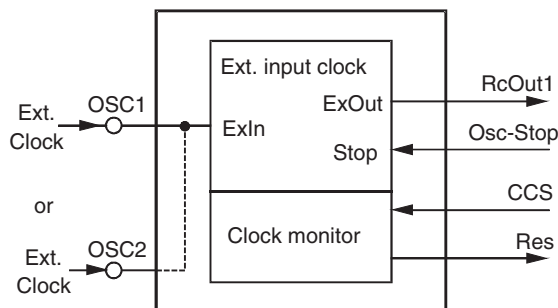 Ext. input clock
RcOut1
OSC1
ExOut
Ext.
Clock
ExIn
Osc-Stop
Stop
or
CCS
OSC2
Clock monitor
Res
Ext.
Clock